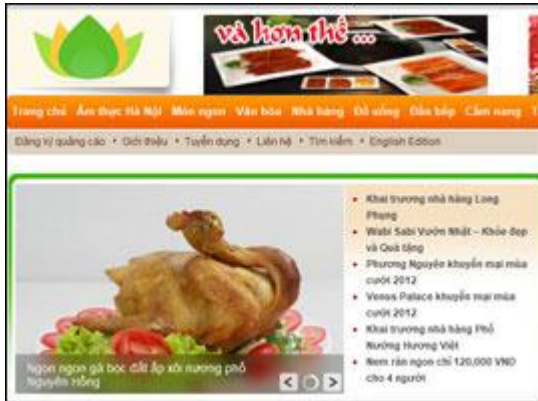 và hơn thế ...
Trang chủ Ẩm thực Hà Nội Món ngon Văn hóa Nhà hàng Đồ uống Đầu bếp Cẩm nang
Đăng ký quảng cáo • Giới thiệu • Tuyển dụng • Liên hệ • Tìm kiếm • English Edition
Khai trương nhà hàng Long
Phụng
Wabi Sabi Vườn Nhật – Khỏe đẹp
và Quà tặng
Phương Nguyên khuyến mại mùa
cưới 2012
Venus Palace khuyến mại mùa
cưới 2012
Khai trương nhà hàng Phố
Nướng Hương Việt
Nem rán ngon chỉ 120,000 VND
cho 4 người
Ngon ngon gà bọc đất ấp xôi nướng phố
Nguyên Hồng